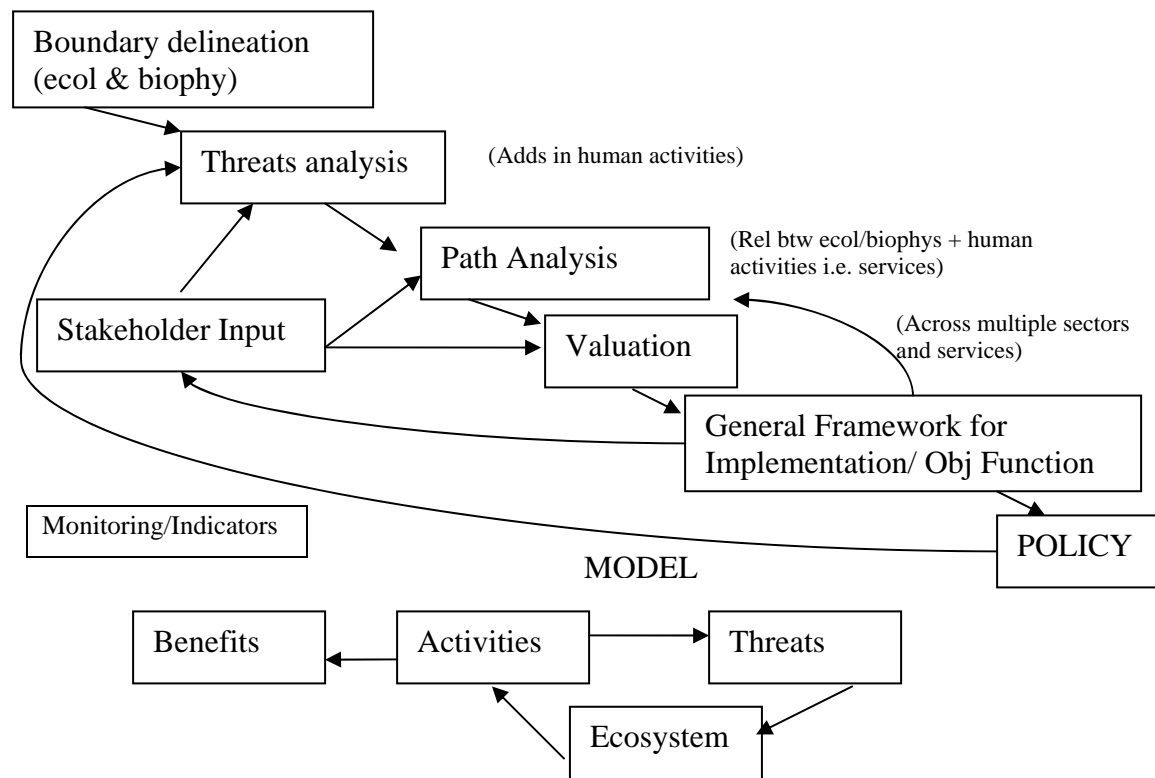 Boundary delineation
(ecol & biophy)
Threats analysis
(Adds in human activities)
Path Analysis
(Rel btw ecol/biophys + human
activities i.e. services)
Stakeholder Input
Valuation
(Across multiple sectors
and services)
General Framework for
Implementation/ Obj Function
Monitoring/Indicators
POLICY
MODEL
Benefits
Activities
Threats
Ecosystem